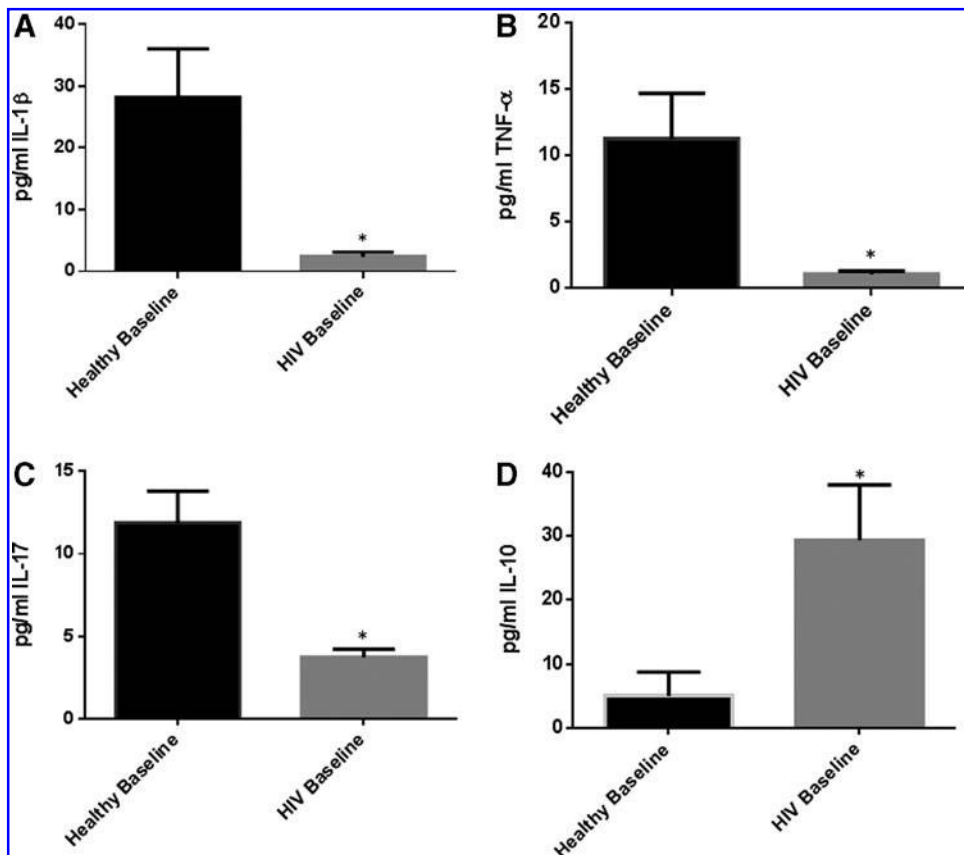 A
pg/ml IL-1β
40
30
20
10
0
*
Healthy Baseline
HIV Baseline
B
pg/ml TNF-α
20
15
10
5
0
*
Healthy Baseline
HIV Baseline
C
pg/ml IL-17
15
10
5
0
*
Healthy Baseline
HIV Baseline
D
pg/ml IL-10
40
30
20
10
0
*
Healthy Baseline
HIV Baseline